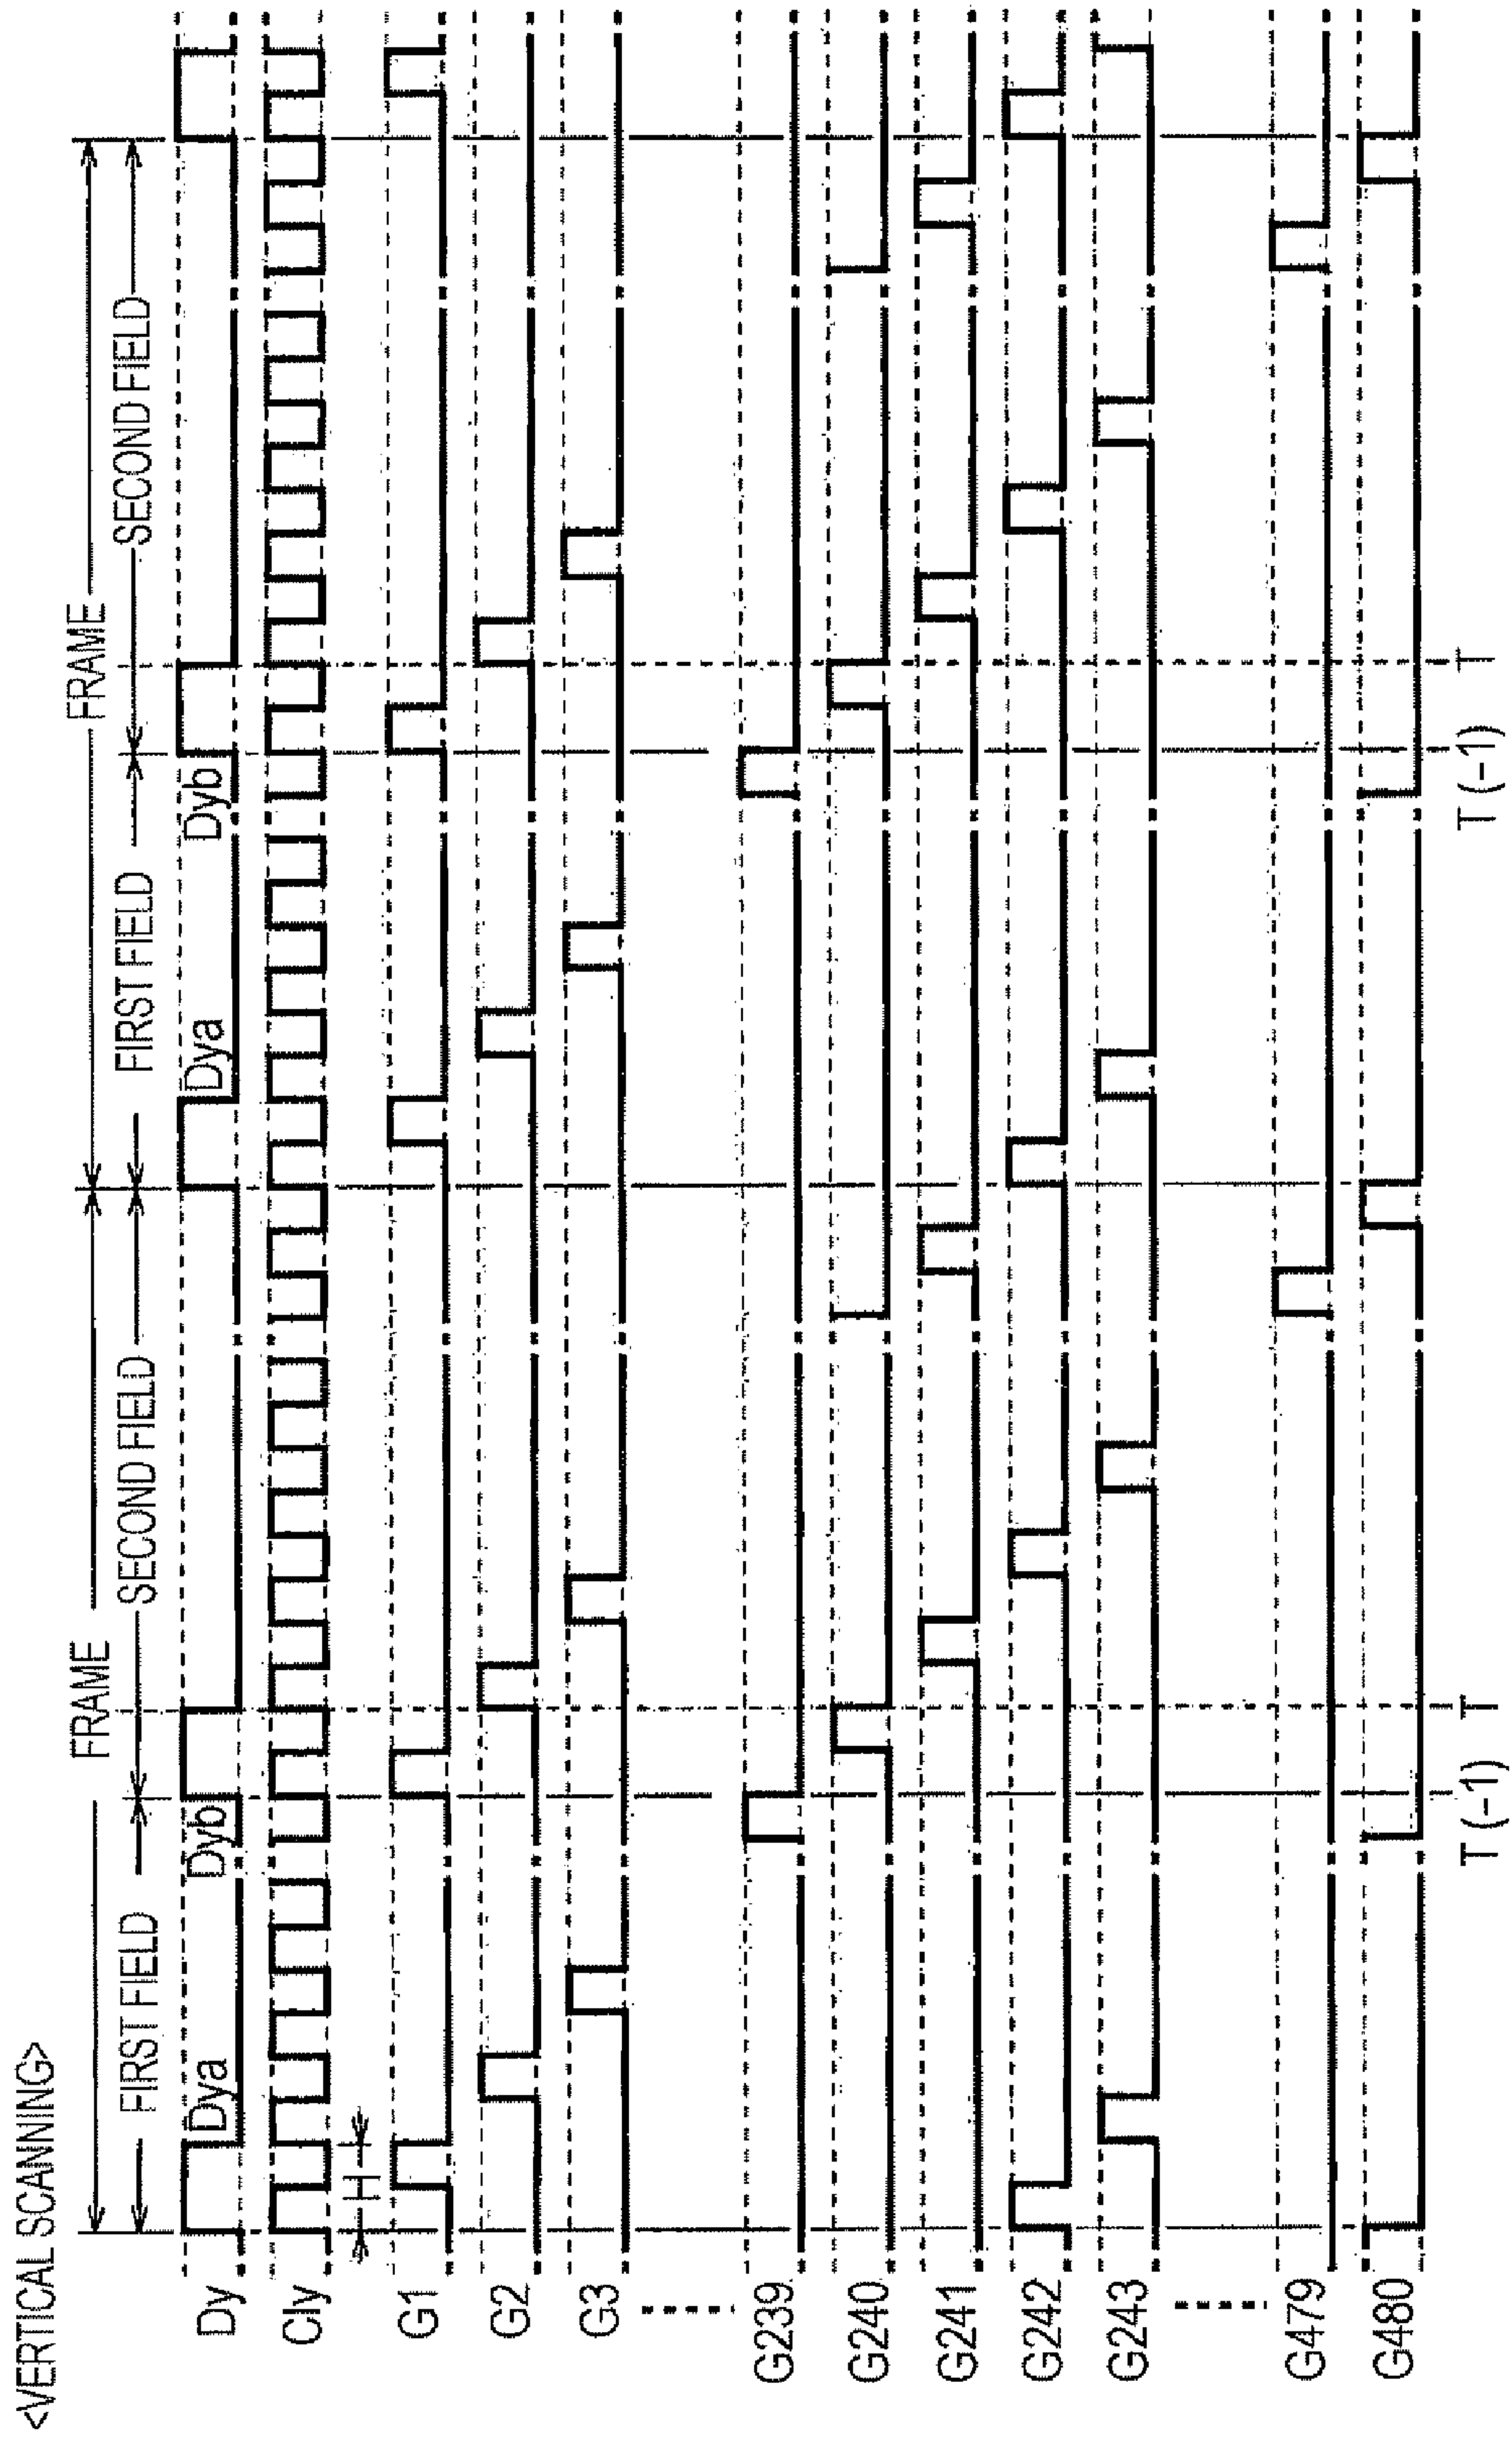 <VERTICAL SCANNING>
FRAME FRAME
FIRST FIELD SECOND FIELD FIRST FIELD SECOND FIELD
Dy Dya Dyb Dya Dyb
Cly
H
G1
G2
G3
G239
G240
G241
G242
G243
G479
G480
T (-1) T T (-1) T